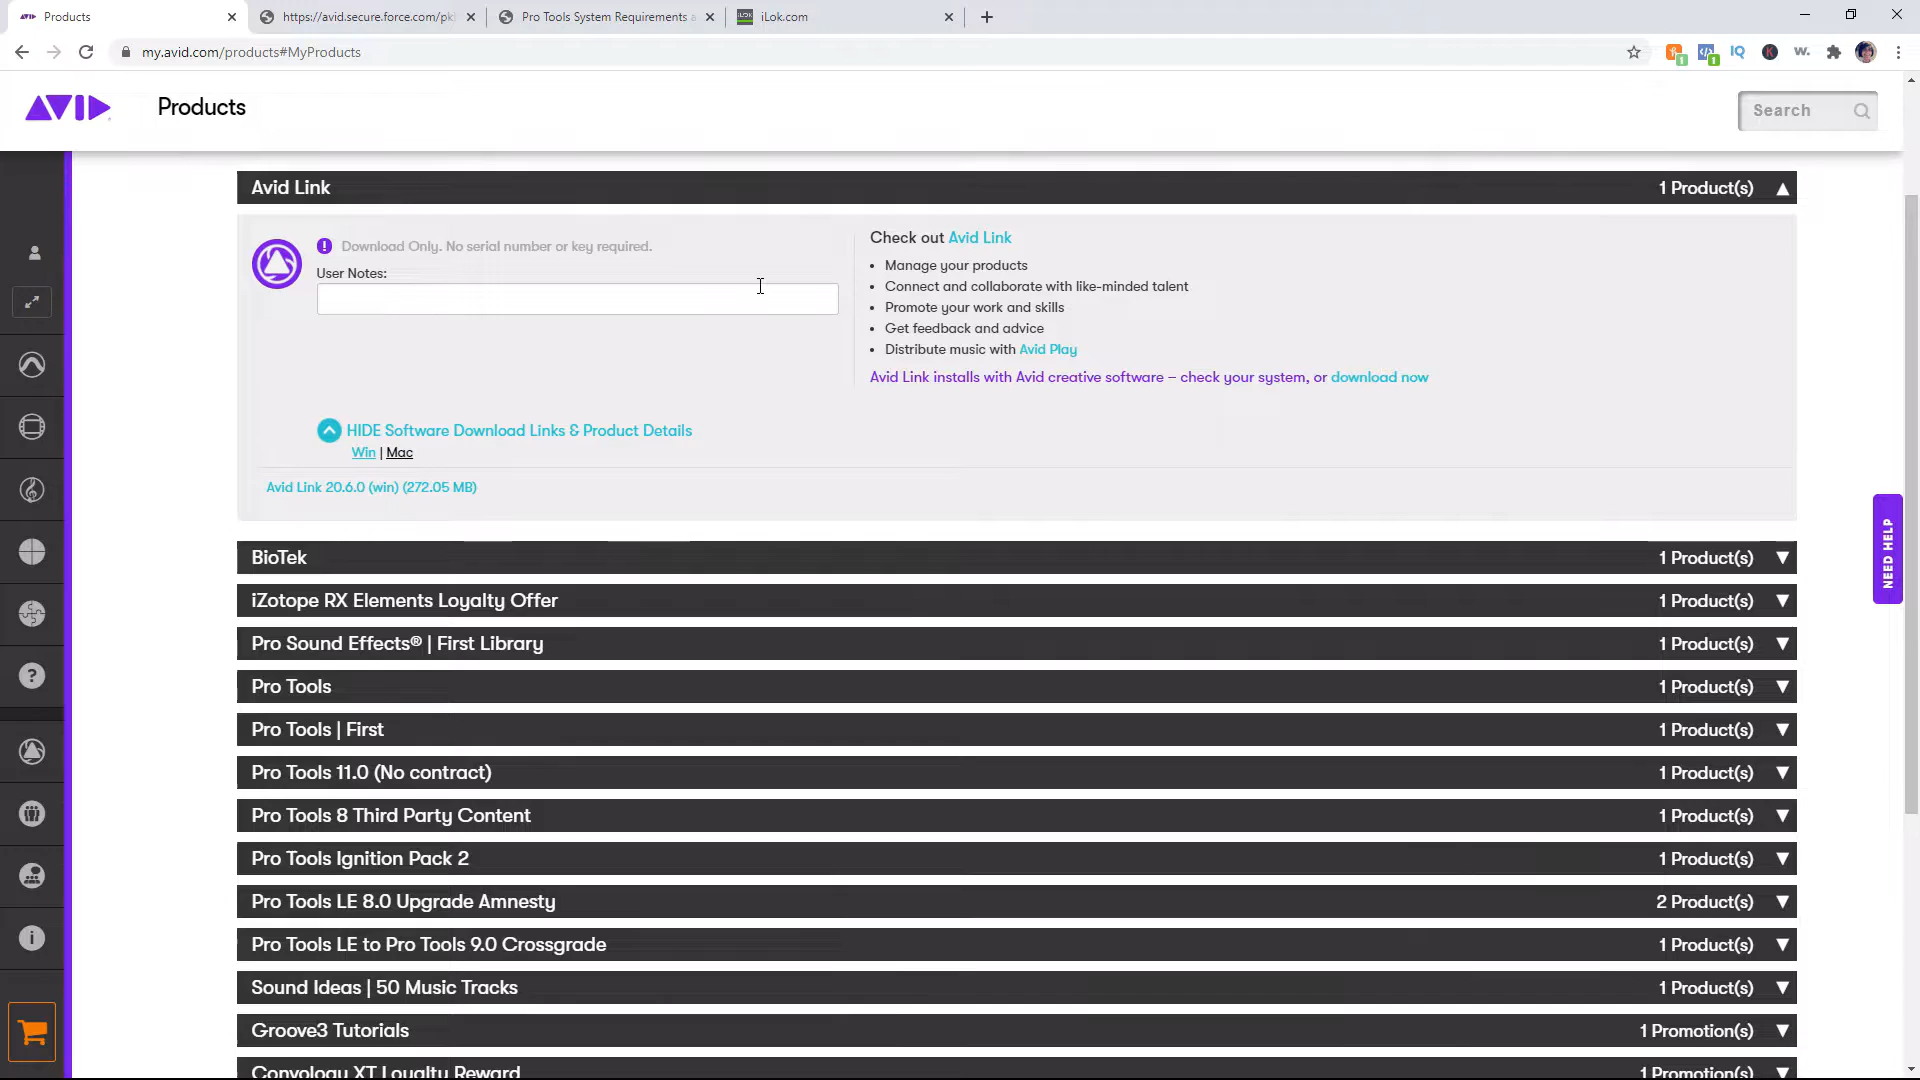 Products
https://avid.secure.force.com/pk
Pro Tools System Requirements a
iLok.com
my.avid.com/products#MyProducts
AVID Products
Search
Avid Link 1 Product(s)
Download Only. No serial number or key required.
User Notes:
Check out Avid Link
• Manage your products
• Connect and collaborate with like-minded talent
• Promote your work and skills
• Get feedback and advice
• Distribute music with Avid Play
Avid Link installs with Avid creative software – check your system, or download now
HIDE Software Download Links & Product Details
Win | Mac
Avid Link 20.6.0 (win) (272.05 MB)
NEED HELP
BioTek 1 Product(s)
iZotope RX Elements Loyalty Offer 1 Product(s)
Pro Sound Effects® | First Library 1 Product(s)
Pro Tools 1 Product(s)
Pro Tools | First 1 Product(s)
Pro Tools 11.0 (No contract) 1 Product(s)
Pro Tools 8 Third Party Content 1 Product(s)
Pro Tools Ignition Pack 2 1 Product(s)
Pro Tools LE 8.0 Upgrade Amnesty 2 Product(s)
Pro Tools LE to Pro Tools 9.0 Crossgrade 1 Product(s)
Sound Ideas | 50 Music Tracks 1 Product(s)
Groove3 Tutorials 1 Promotion(s)
Convology XT Loyalty Reward 1 Promotion(s)